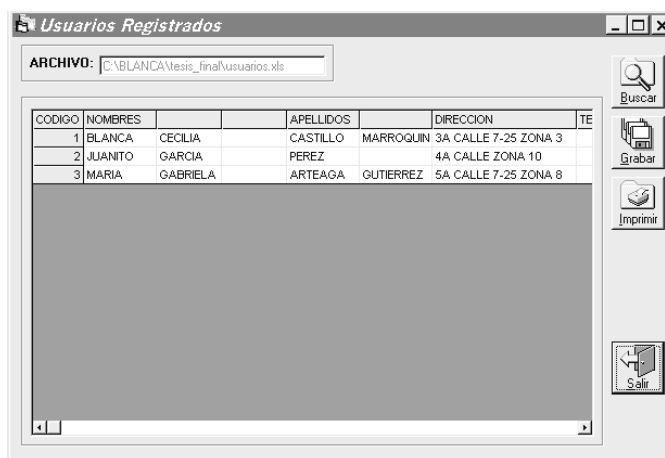 Usuarios Registrados
ARCHIVO: C:\BLANCA\tesis_final\usuarios.xls
Buscar
CODIGO NOMBRES APELLIDOS DIRECCION TE
1 BLANCA CECILIA CASTILLO MARROQUIN 3A CALLE 7-25 ZONA 3
2 JUANITO GARCIA PEREZ 4A CALLE ZONA 10
3 MARIA GABRIELA ARTEAGA GUTIERREZ 5A CALLE 7-25 ZONA 8
Grabar
Imprimir
Salir